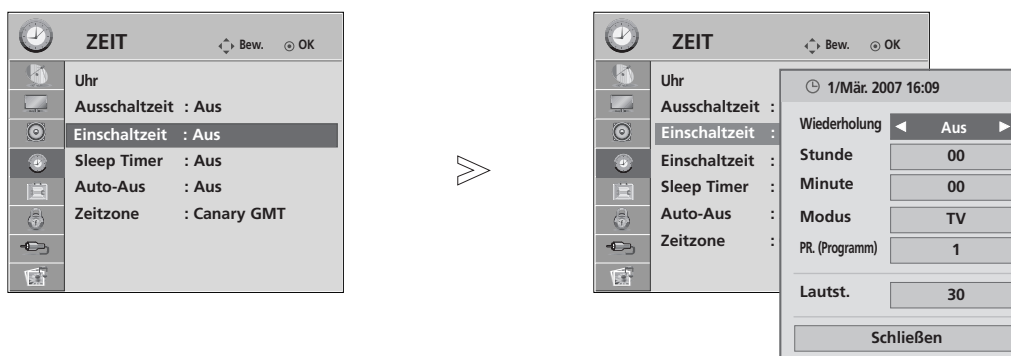 ZEIT Bew. OK
Uhr
Ausschaltzeit : Aus
Einschaltzeit : Aus
Sleep Timer : Aus
Auto-Aus : Aus
Zeitzone : Canary GMT
ZEIT Bew. OK
Uhr
Ausschaltzeit :
Einschaltzeit :
Einschaltzeit :
Sleep Timer :
Auto-Aus :
Zeitzone :
1/Mär. 2007 16:09
Wiederholung ◄ Aus ►
Stunde 00
Minute 00
Modus TV
PR. (Programm) 1
Lautst. 30
Schließen